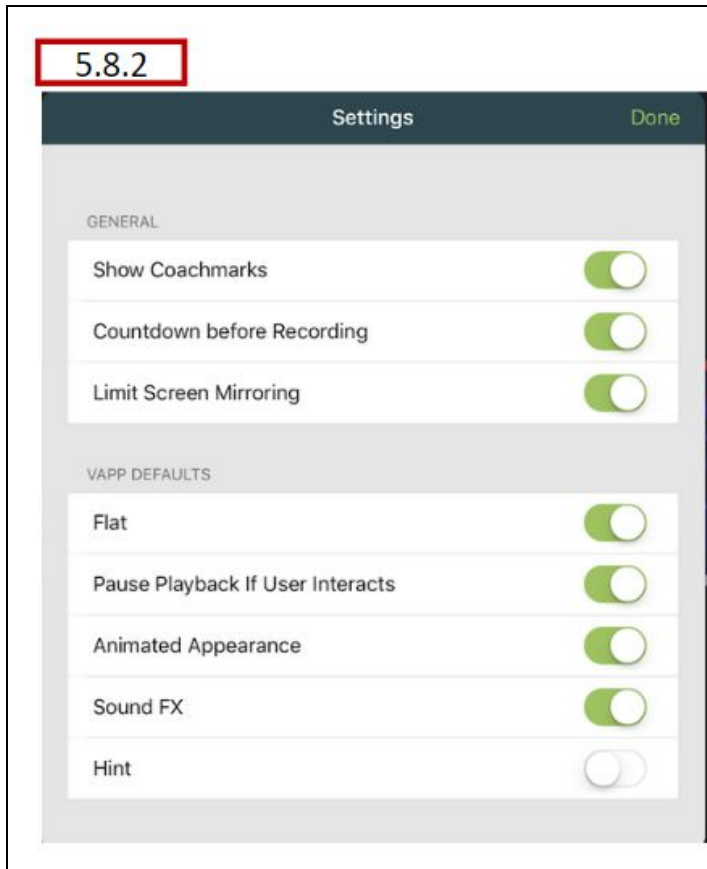 5.8.2
Settings Done
GENERAL
Show Coachmarks
Countdown before Recording
Limit Screen Mirroring
VAPP DEFAULTS
Flat
Pause Playback If User Interacts
Animated Appearance
Sound FX
Hint